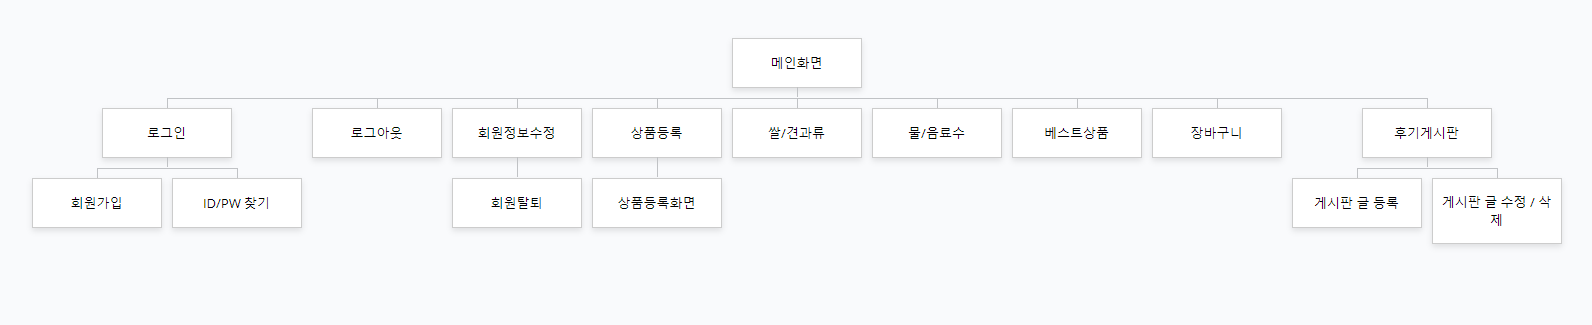 메인화면
로그인
로그아웃
회원정보수정
상품등록
쌀/견과류
물/음료수
베스트상품
장바구니
후기게시판
회원가입
ID/PW 찾기
회원탈퇴
상품등록화면
게시판 글 등록
게시판 글 수정 / 삭
제